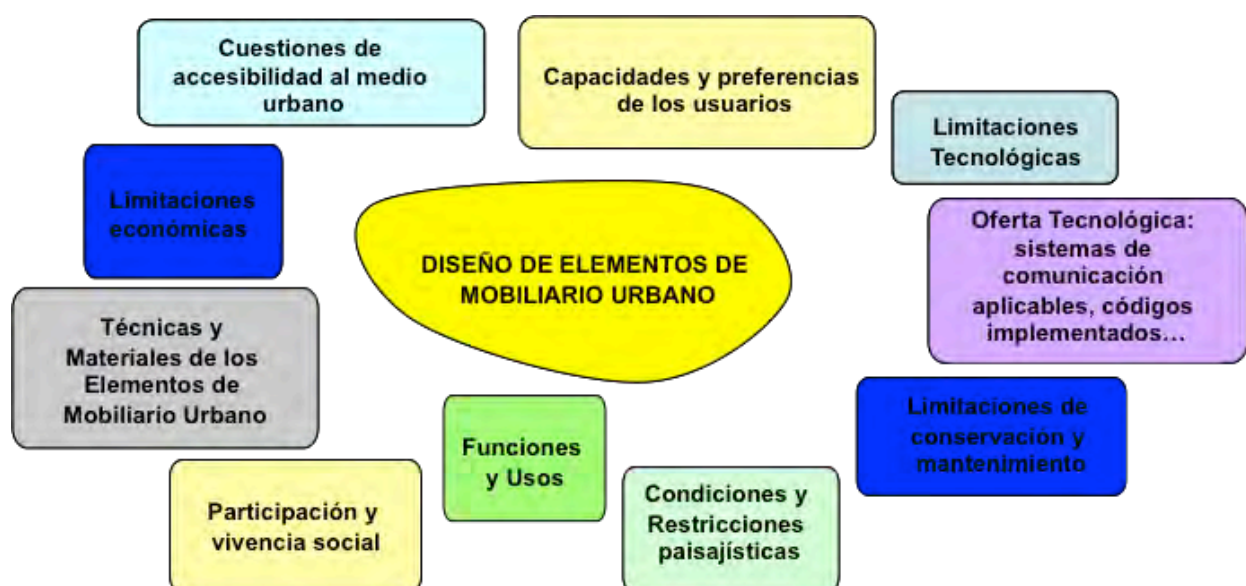 Cuestiones de
accesibilidad al medio
urbano
Capacidades y preferencias
de los usuarios
Limitaciones
Tecnológicas
Limitaciones
económicas
Oferta Tecnológica:
sistemas de
comunicación
aplicables, códigos
implementados...
DISEÑO DE ELEMENTOS DE
MOBILIARIO URBANO
Técnicas y
Materiales de los
Elementos de
Mobiliario Urbano
Limitaciones de
conservación y
mantenimiento
Funciones
y Usos
Condiciones y
Restricciones
paisajísticas
Participación y
vivencia social